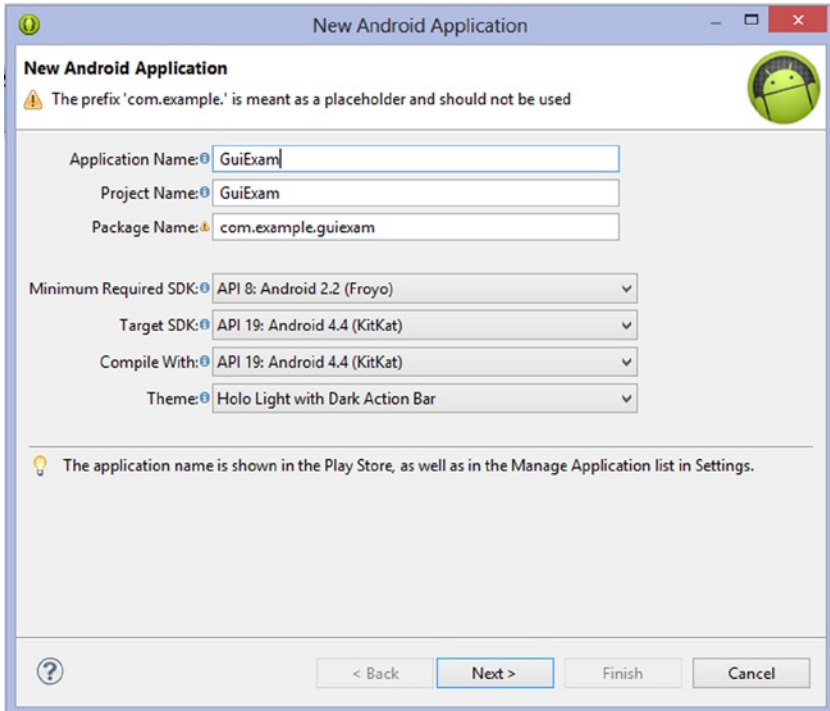 New Android Application
New Android Application
The prefix 'com.example.' is meant as a placeholder and should not be used
Application Name: GuiExam
Project Name: GuiExam
Package Name: com.example.guiexam
Minimum Required SDK: API 8: Android 2.2 (Froyo)
Target SDK: API 19: Android 4.4 (KitKat)
Compile With: API 19: Android 4.4 (KitKat)
Theme: Holo Light with Dark Action Bar
The application name is shown in the Play Store, as well as in the Manage Application list in Settings.
< Back Next > Finish Cancel